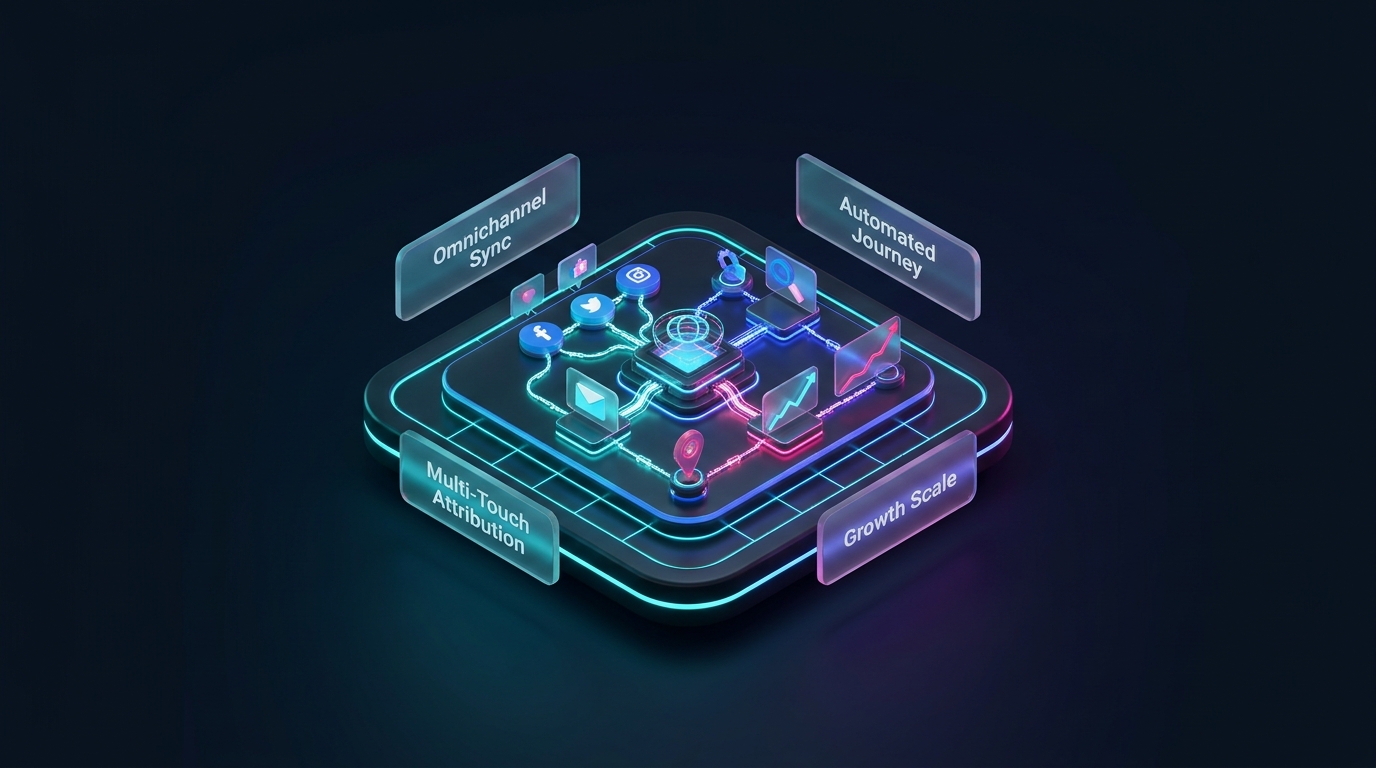 Omnichannel
Sync
Automated
Journey
Multi-Touch
Attribution
Growth Scale